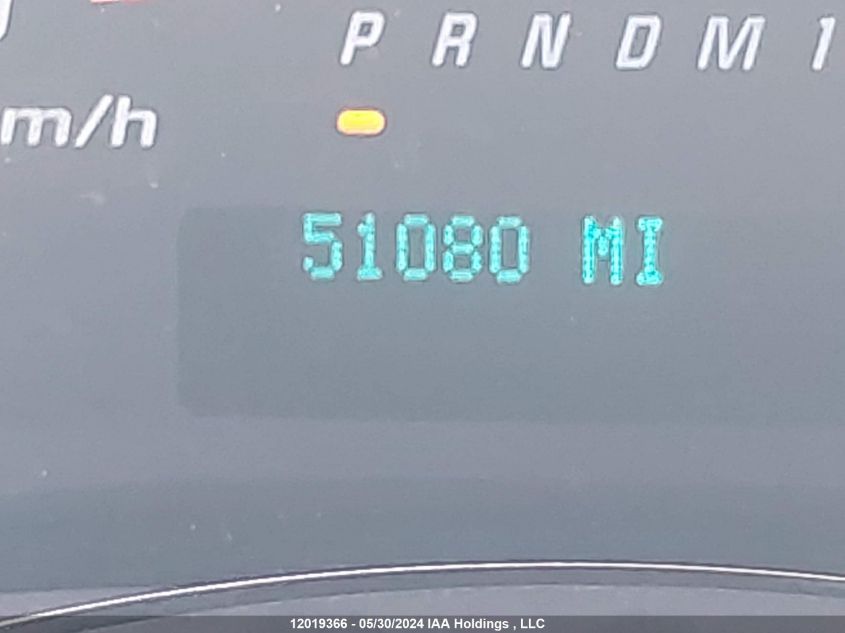 P R N D M 1
m/h
51080 MI
12019366 - 05/30/2024 IAA Holdings , LLC